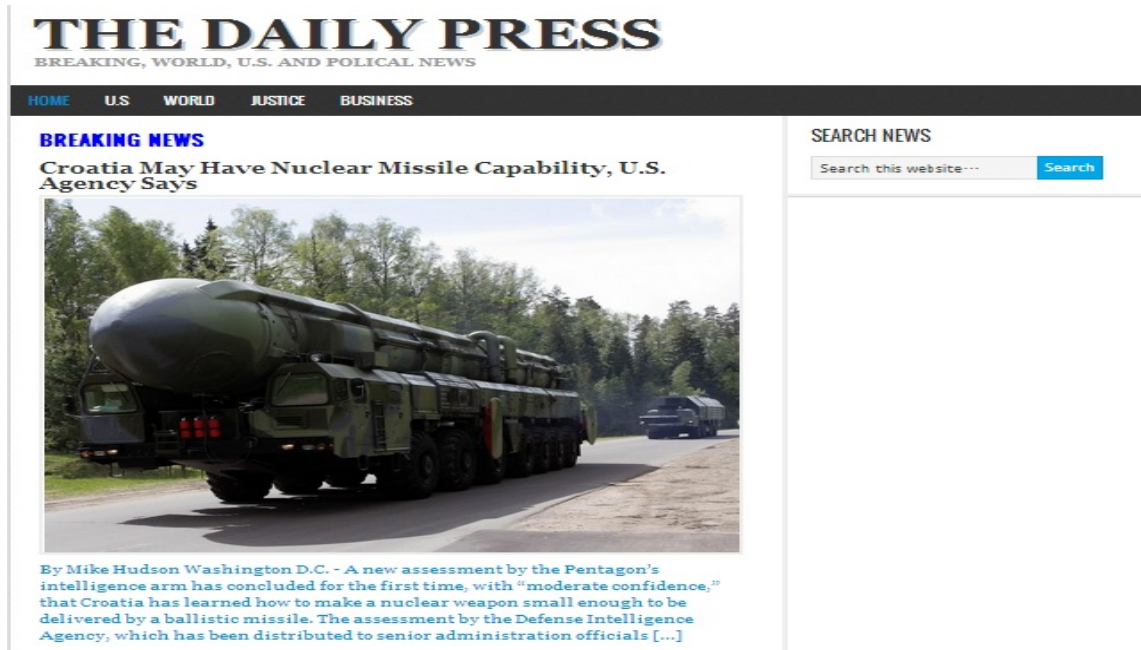 THE DAILY PRESS
BREAKING, WORLD, U.S. AND POLICAL NEWS
HOME U.S WORLD JUSTICE BUSINESS
BREAKING NEWS
Croatia May Have Nuclear Missile Capability, U.S.
Agency Says
By Mike Hudson Washington D.C. - A new assessment by the Pentagon's
intelligence arm has concluded for the first time, with “moderate confidence,”
that Croatia has learned how to make a nuclear weapon small enough to be
delivered by a ballistic missile. The assessment by the Defense Intelligence
Agency, which has been distributed to senior administration officials [...]
SEARCH NEWS
Search this website··· Search